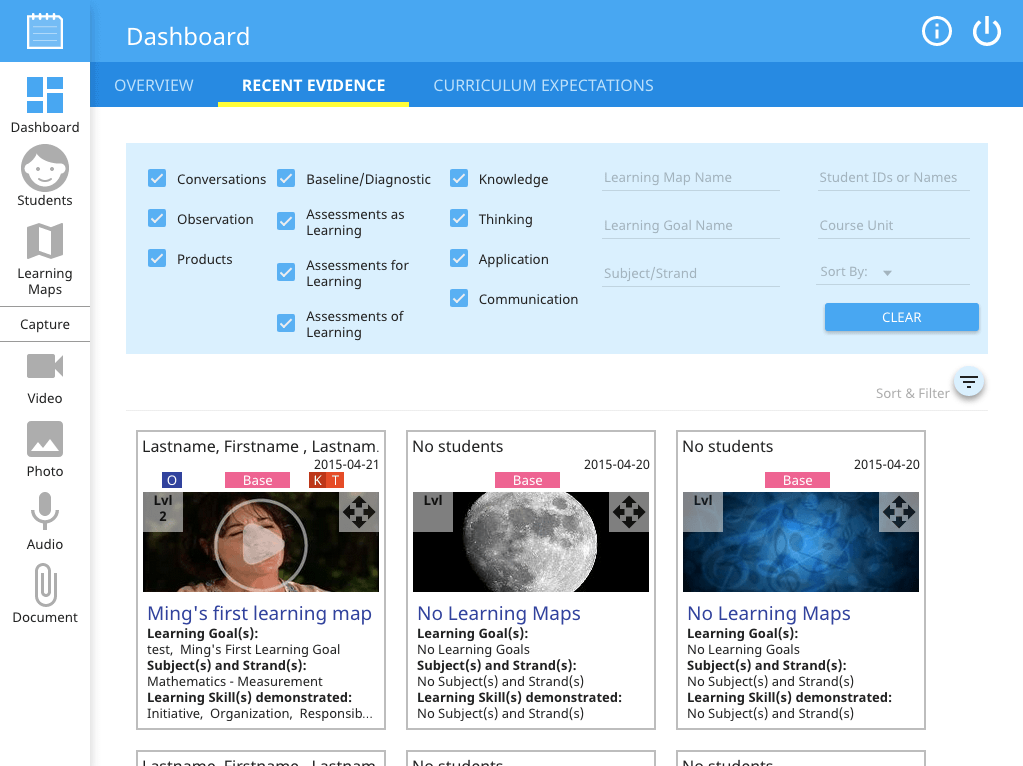 Dashboard
OVERVIEW
RECENT EVIDENCE
CURRICULUM EXPECTATIONS
Dashboard
Students
Learning
Maps
Capture
Video
Photo
Audio
Document
Conversations
Observation
Products
Baseline/Diagnostic
Assessments as
Learning
Assessments for
Learning
Assessments of
Learning
Knowledge
Thinking
Application
Communication
Learning Map Name
Learning Goal Name
Subject/Strand
Student IDs or Names
Course Unit
Sort By:
CLEAR
Sort & Filter
Lastname, Firstname , Lastnam.
2015-04-21
O
Base
K T
Lvl
2
Ming's first learning map
Learning Goal(s):
test, Ming's First Learning Goal
Subject(s) and Strand(s):
Mathematics - Measurement
Learning Skill(s) demonstrated:
Initiative, Organization, Responsib...
No students
2015-04-20
Base
Lvl
No Learning Maps
Learning Goal(s):
No Learning Goals
Subject(s) and Strand(s):
No Subject(s) and Strand(s)
Learning Skill(s) demonstrated:
No Subject(s) and Strand(s)
No students
2015-04-20
Base
Lvl
No Learning Maps
Learning Goal(s):
No Learning Goals
Subject(s) and Strand(s):
No Subject(s) and Strand(s)
Learning Skill(s) demonstrated:
No Subject(s) and Strand(s)
Lastname, Firstname , Lastnam.
No students
No students